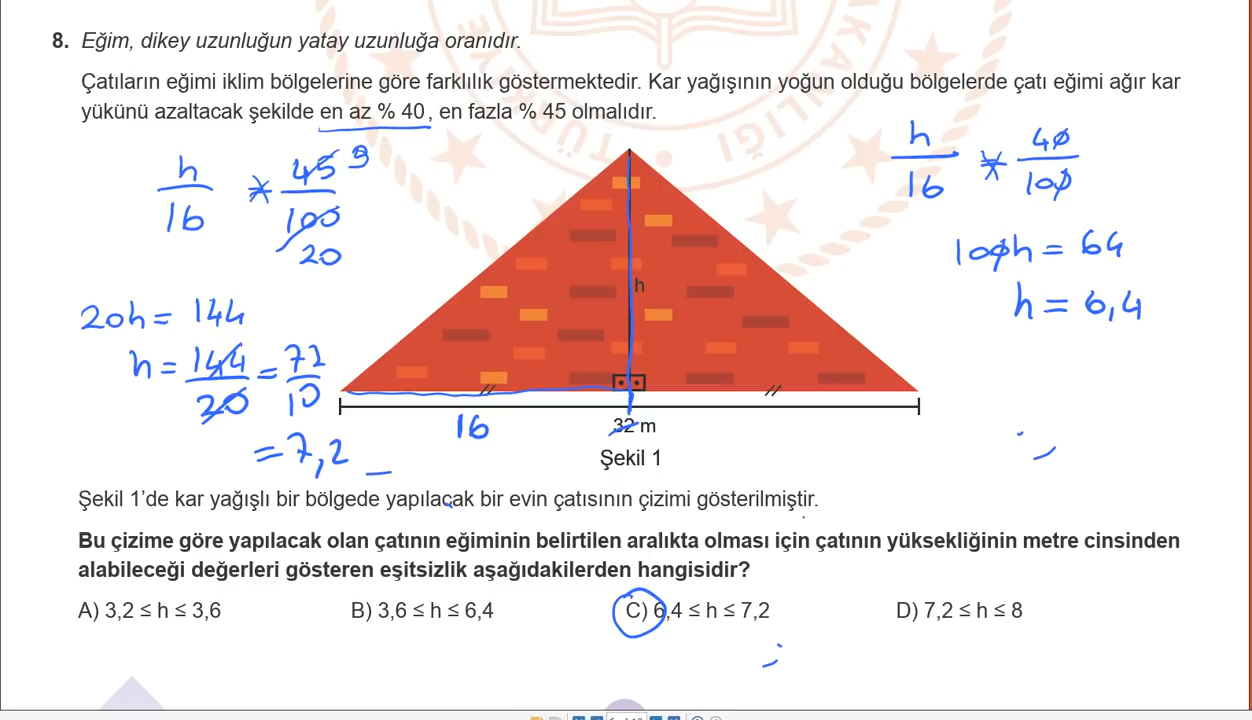 8. Eğim, dikey uzunluğun yatay uzunluğa oranıdır.
Çatıların eğimi iklim bölgelerine göre farklılık göstermektedir. Kar yağışının yoğun olduğu bölgelerde çatı eğimi ağır kar
yükünü azaltacak şekilde en az % 40, en fazla % 45 olmalıdır.
h/16 * 45/100
9
20
h/16 * 40/100
20h = 144
h = 144/20 = 72/10
= 7,2
100h = 64
h = 6,4
h
16
32 m
Şekil 1
Şekil 1’de kar yağışlı bir bölgede yapılacak bir evin çatısının çizimi gösterilmiştir.
Bu çizime göre yapılacak olan çatının eğiminin belirtilen aralıkta olması için çatının yüksekliğinin metre cinsinden
alabileceği değerleri gösteren eşitsizlik aşağıdakilerden hangisidir?
A) 3,2 ≤ h ≤ 3,6 B) 3,6 ≤ h ≤ 6,4 C) 6,4 ≤ h ≤ 7,2 D) 7,2 ≤ h ≤ 8